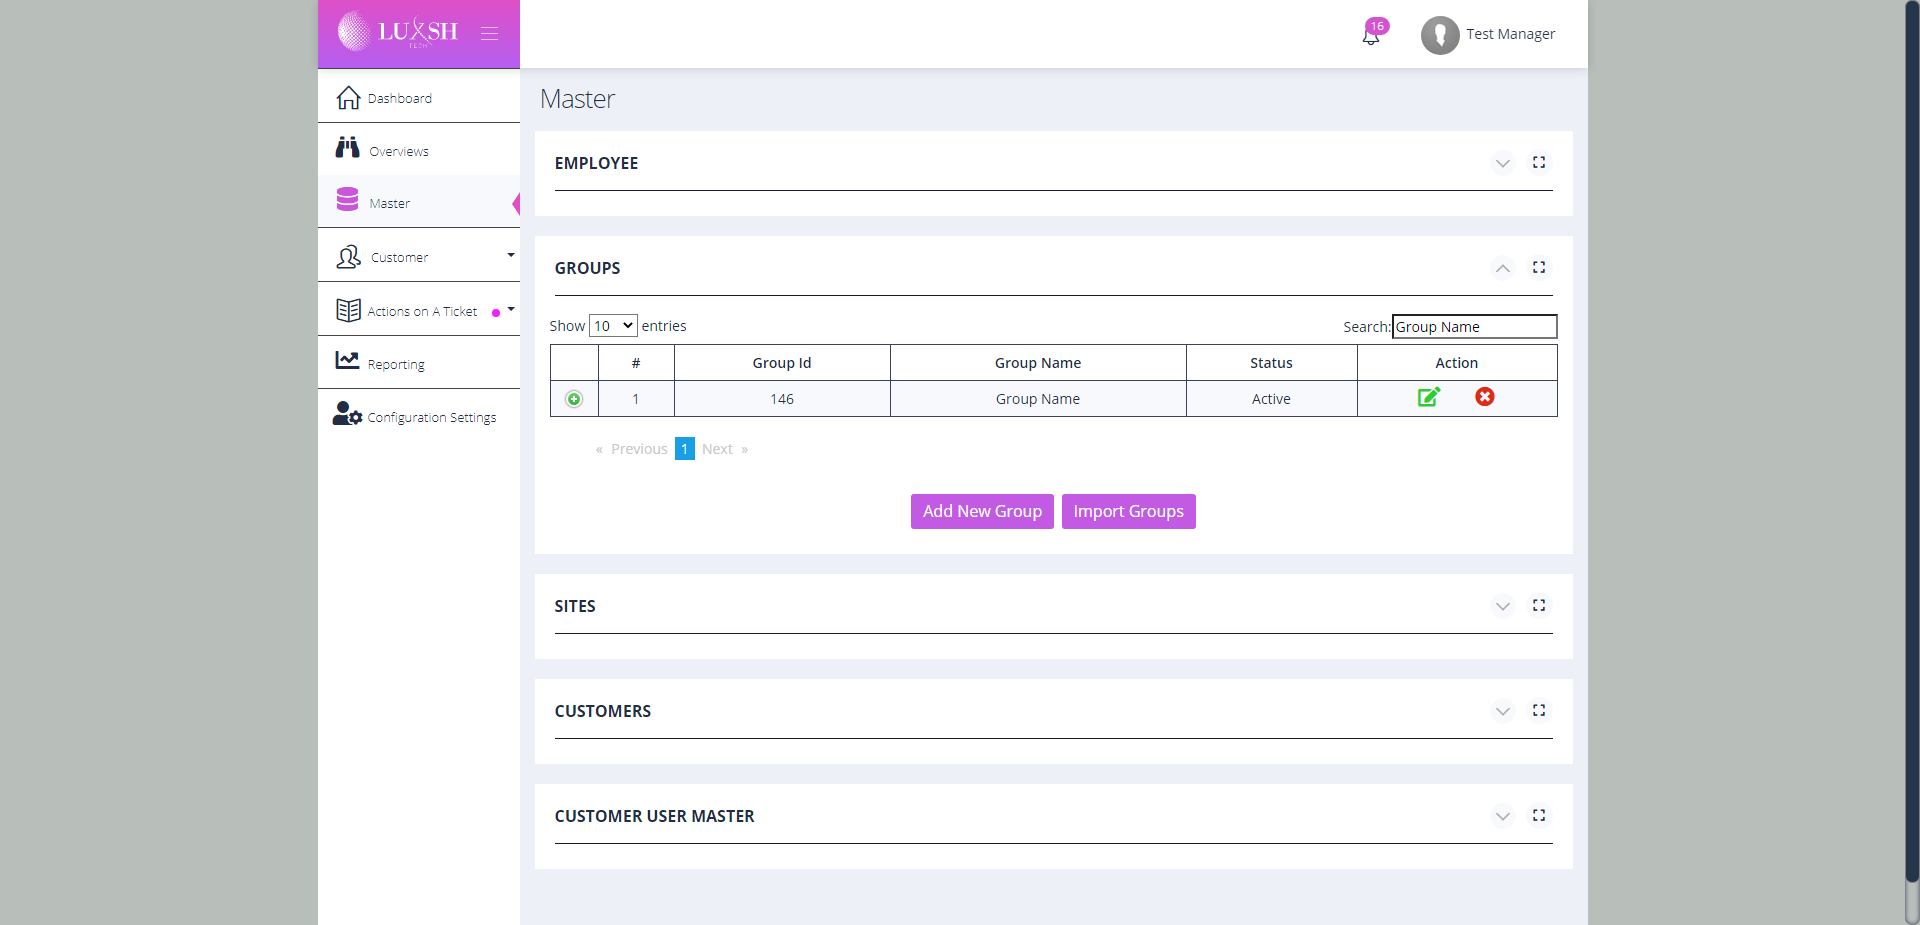 LUXSH
TECH
16
Test Manager
Dashboard
Overviews
Master
Customer
Actions on A Ticket
Reporting
Configuration Settings
Master
EMPLOYEE
GROUPS
Show 10 entries
Search: Group Name
# Group Id Group Name Status Action
1 146 Group Name Active
« Previous 1 Next »
Add New Group Import Groups
SITES
CUSTOMERS
CUSTOMER USER MASTER